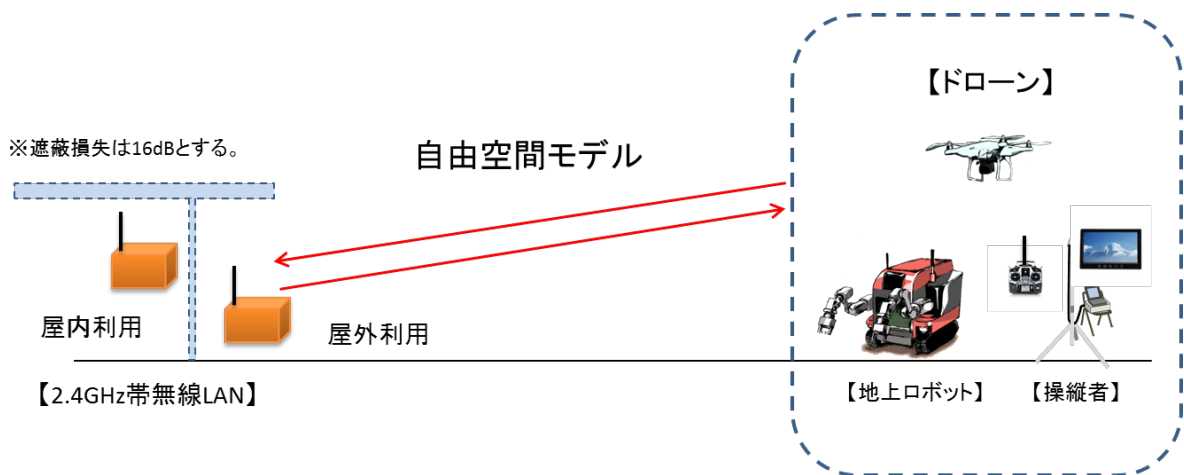 【ドローン】
※遮蔽損失は16dBとする。
自由空間モデル
屋内利用
屋外利用
【2.4GHz帯無線LAN】
【地上ロボット】
【操縦者】